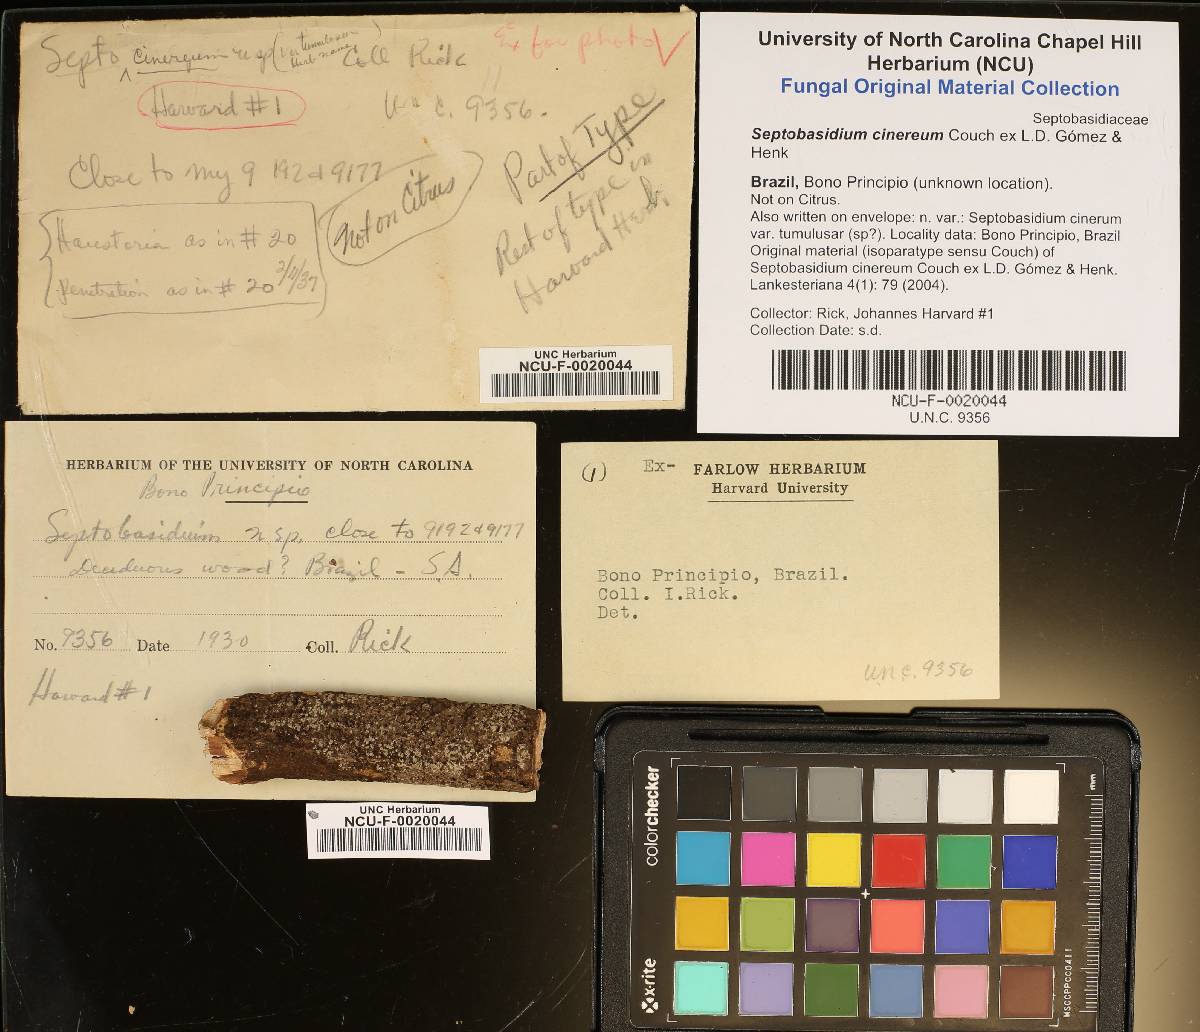 Septo cinereum n sp (var tumulosum herb name) Coll Rick
Ex for photo ✓
Harvard #1
U.N.C. 9356.
Close to my 9192 & 9177
not on Citrus
Part of Type
Rest of type in
Harvard Herb.
Haustoria as in # 20
Penetration as in # 20 2/11/37
UNC Herbarium
NCU-F-0020044
University of North Carolina Chapel Hill
Herbarium (NCU)
Fungal Original Material Collection
Septobasidiaceae
Septobasidium cinereum Couch ex L.D. Gómez &
Henk
Brazil, Bono Principio (unknown location).
Not on Citrus.
Also written on envelope: n. var.: Septobasidium cinerum
var. tumulusar (sp?). Locality data: Bono Principio, Brazil
Original material (isoparatype sensu Couch) of
Septobasidium cinereum Couch ex L.D. Gómez & Henk.
Lankesteriana 4(1): 79 (2004).
Collector: Rick, Johannes Harvard #1
Collection Date: s.d.
NCU-F-0020044
U.N.C. 9356
HERBARIUM OF THE UNIVERSITY OF NORTH CAROLINA
Bono Principio
Septobasidium n sp. close to 9192 & 9177
Deciduous wood? Brazil - S.A.
No. 9356 Date 1930 Coll. Rick
Harvard # 1
UNC Herbarium
NCU-F-0020044
(1) Ex- FARLOW HERBARIUM
Harvard University
Bono Principio, Brazil.
Coll. I.Rick.
Det.
U.N.C. 9356
colorchecker
x-rite
mm
MSCCPPCC0411